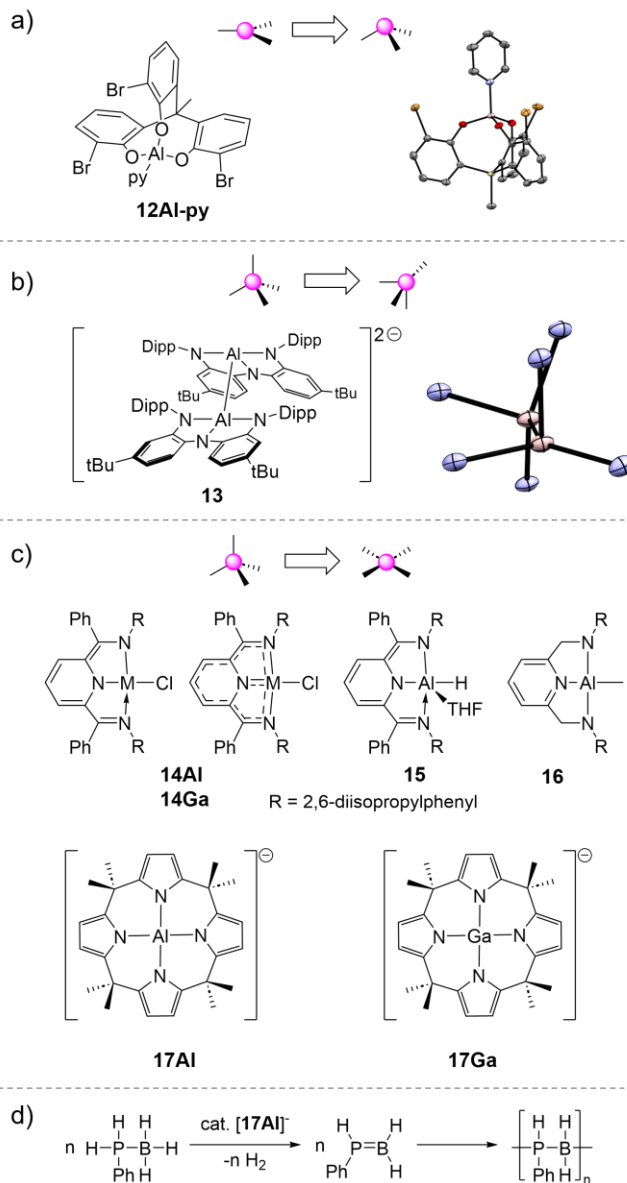 a)
Br
Br
O
O
Al
O
py
Br
12Al-py
b)
2⊖
Dipp
N
Al
N
Dipp
tBu
N
tBu
Dipp
N
Al
N
Dipp
N
tBu
tBu
13
c)
Ph
R
N
N
M
Cl
N
Ph
R
Ph
R
N
N
M
Cl
N
Ph
R
Ph
R
N
N
Al
H
THF
N
Ph
R
R
N
N
Al
N
R
14Al
14Ga
15
16
R = 2,6-diisopropylphenyl
⊖
N
N
Al
N
N
17Al
⊖
N
N
Ga
N
N
17Ga
d)
n
H H
H P B H
Ph H
cat. [17Al]-
-n H2
n
H H
P B
Ph H
H H
P B
Ph H
n